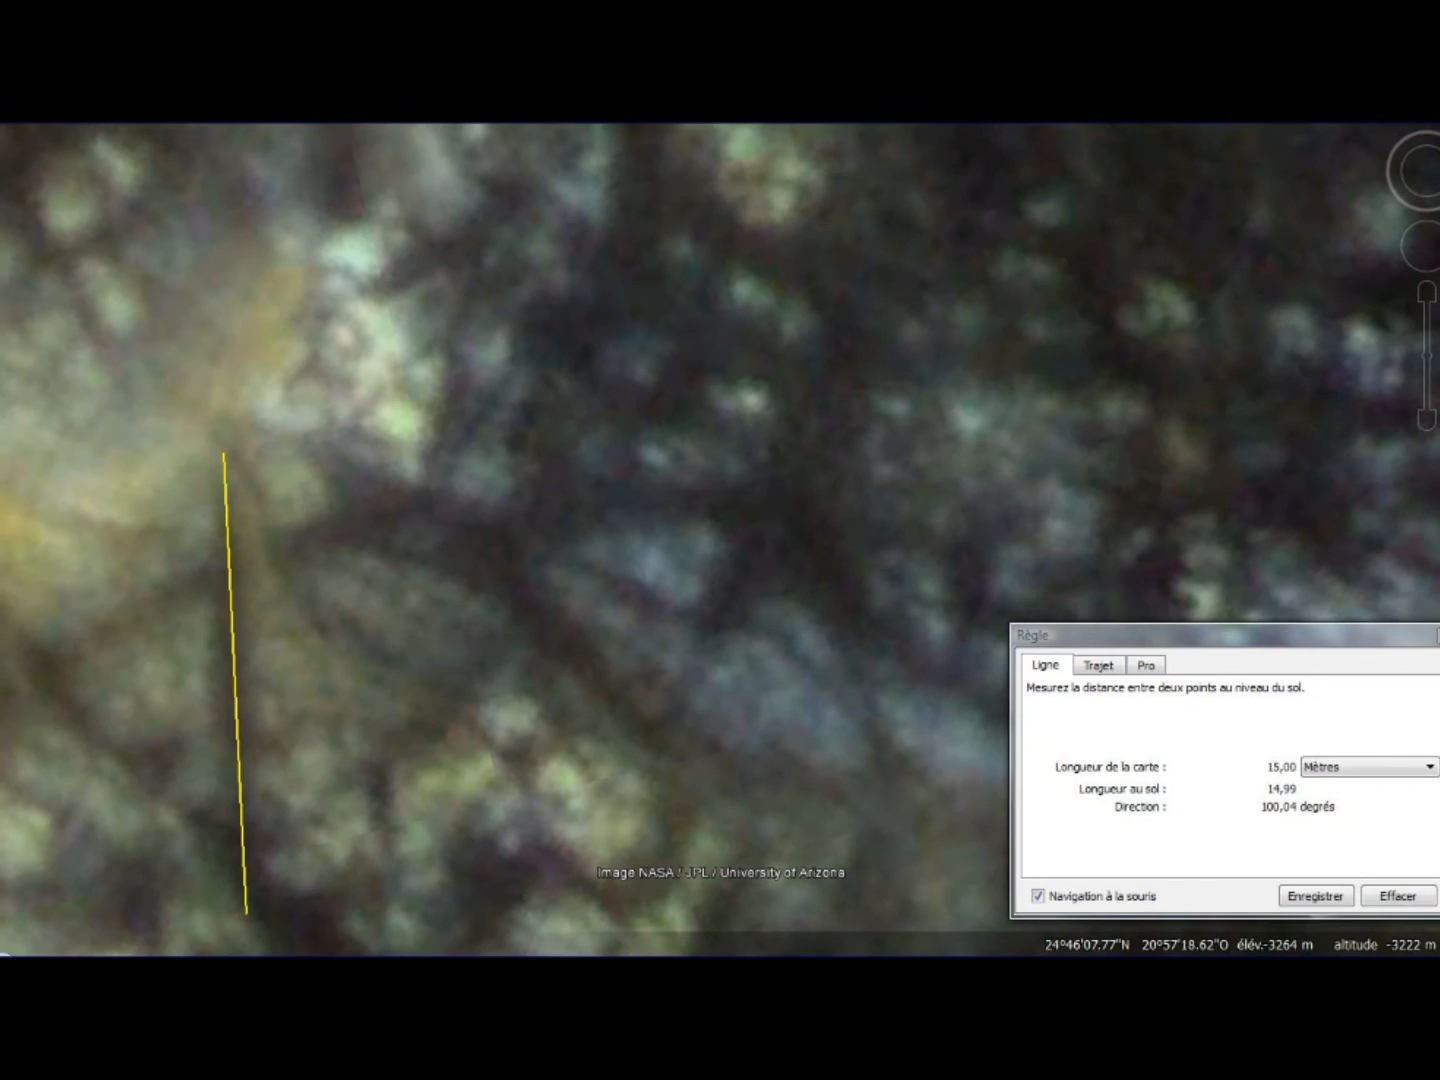 Règle
Ligne Trajet Pro
Mesurez la distance entre deux points au niveau du sol.
Longueur de la carte : 15,00 Mètres
Longueur au sol : 14,99
Direction : 100,04 degrés
Image NASA / JPL / University of Arizona
Navigation à la souris Enregistrer Effacer
24°46'07.77"N 20°57'18.62"O élév.-3264 m altitude -3222 m